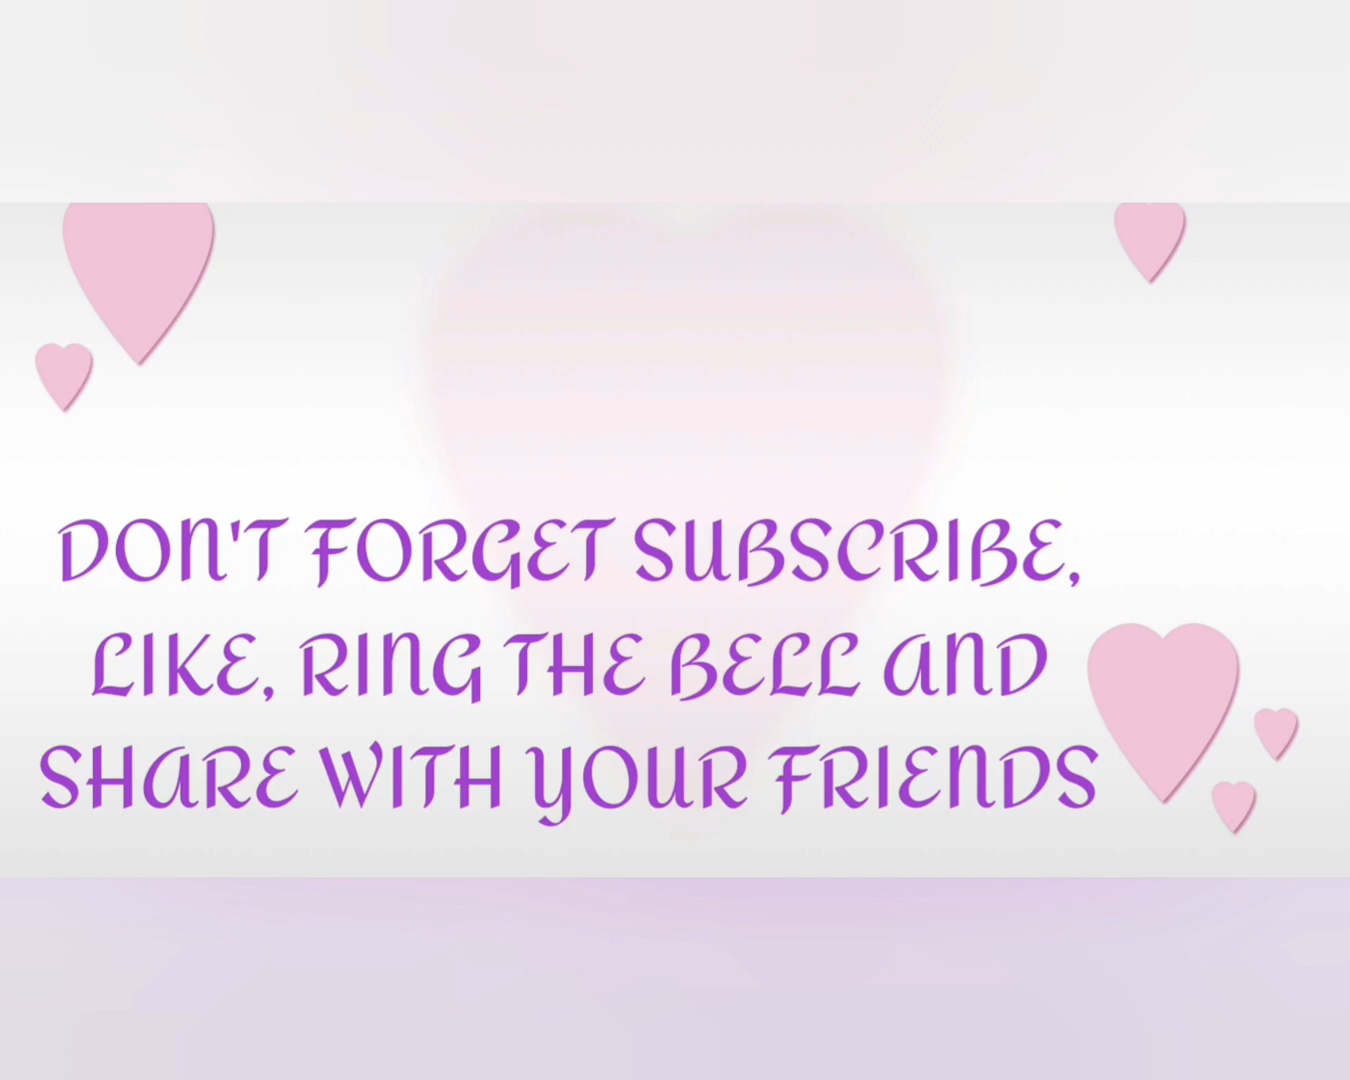 DON'T FORGET SUBSCRIBE,
LIKE, RING THE BELL AND
SHARE WITH YOUR FRIENDS